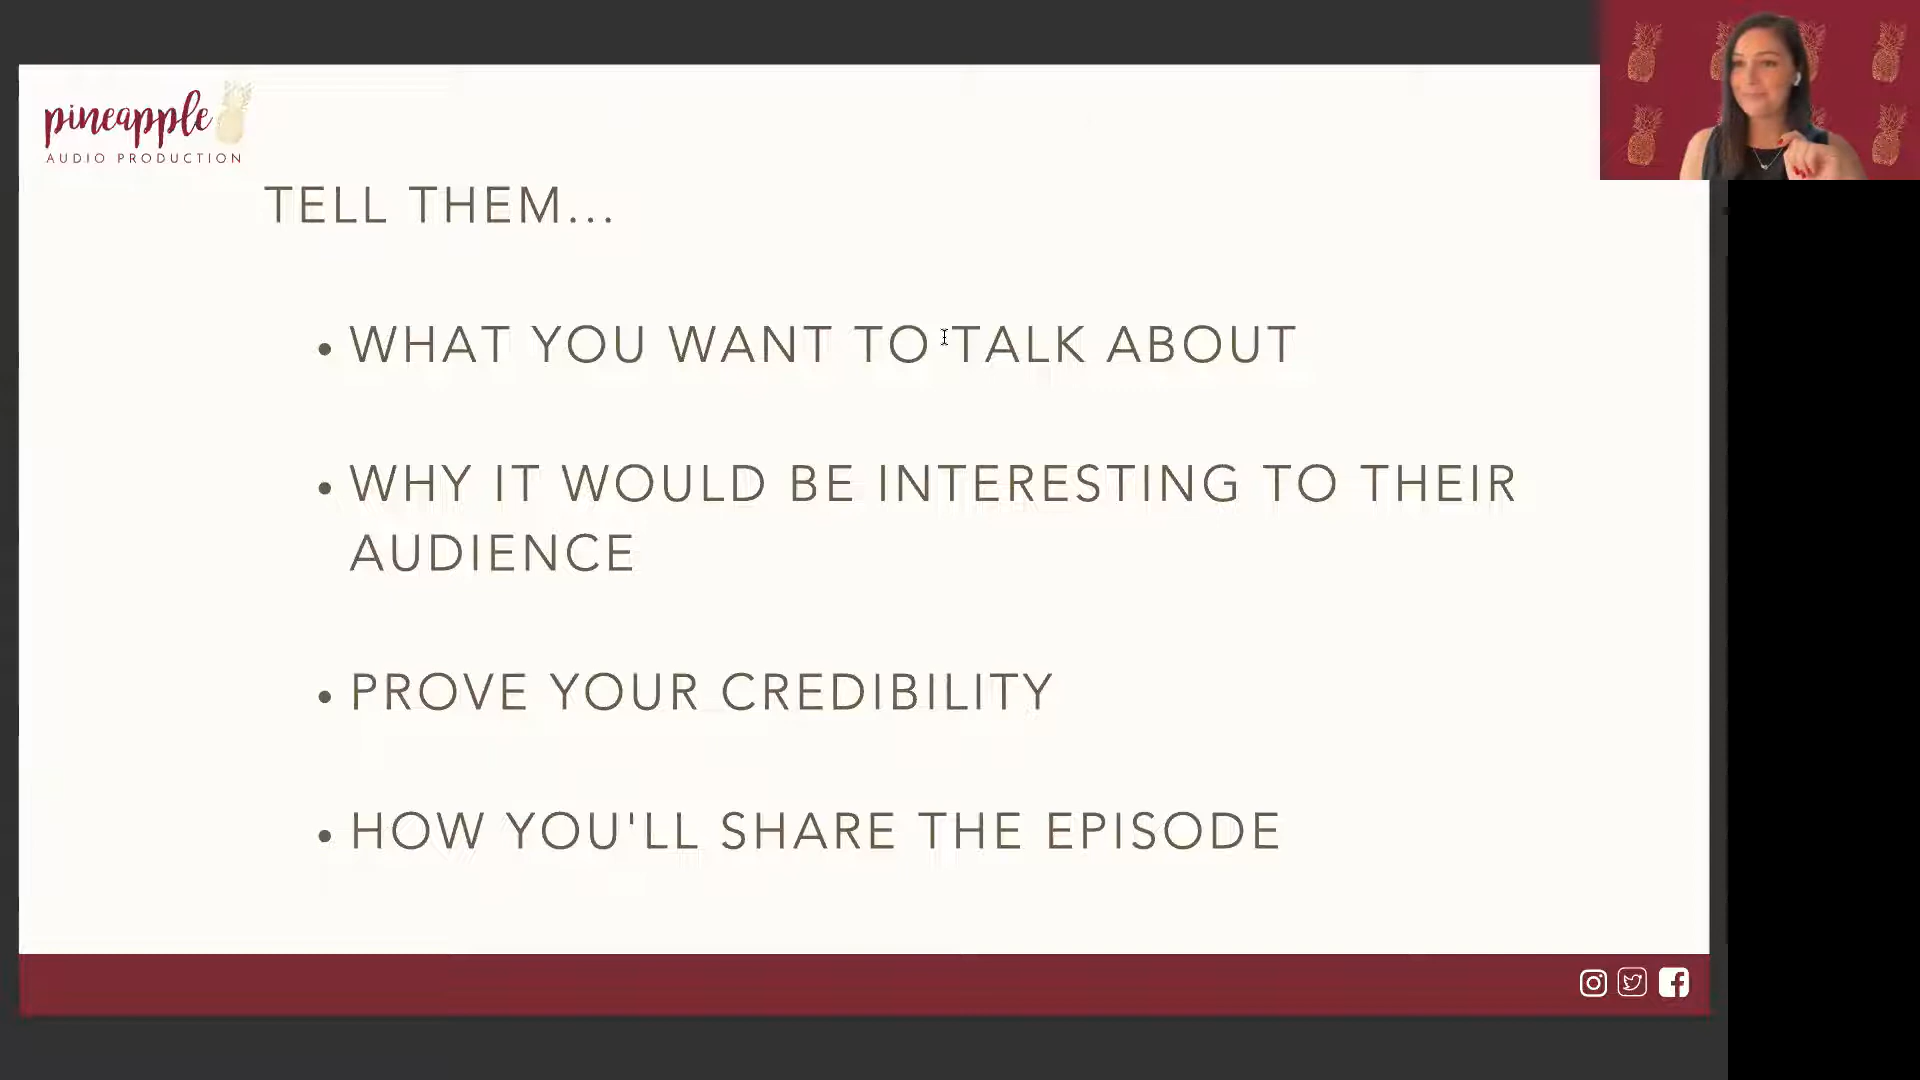 pineapple
AUDIO PRODUCTION
TELL THEM...
• WHAT YOU WANT TO TALK ABOUT
• WHY IT WOULD BE INTERESTING TO THEIR
AUDIENCE
• PROVE YOUR CREDIBILITY
• HOW YOU'LL SHARE THE EPISODE